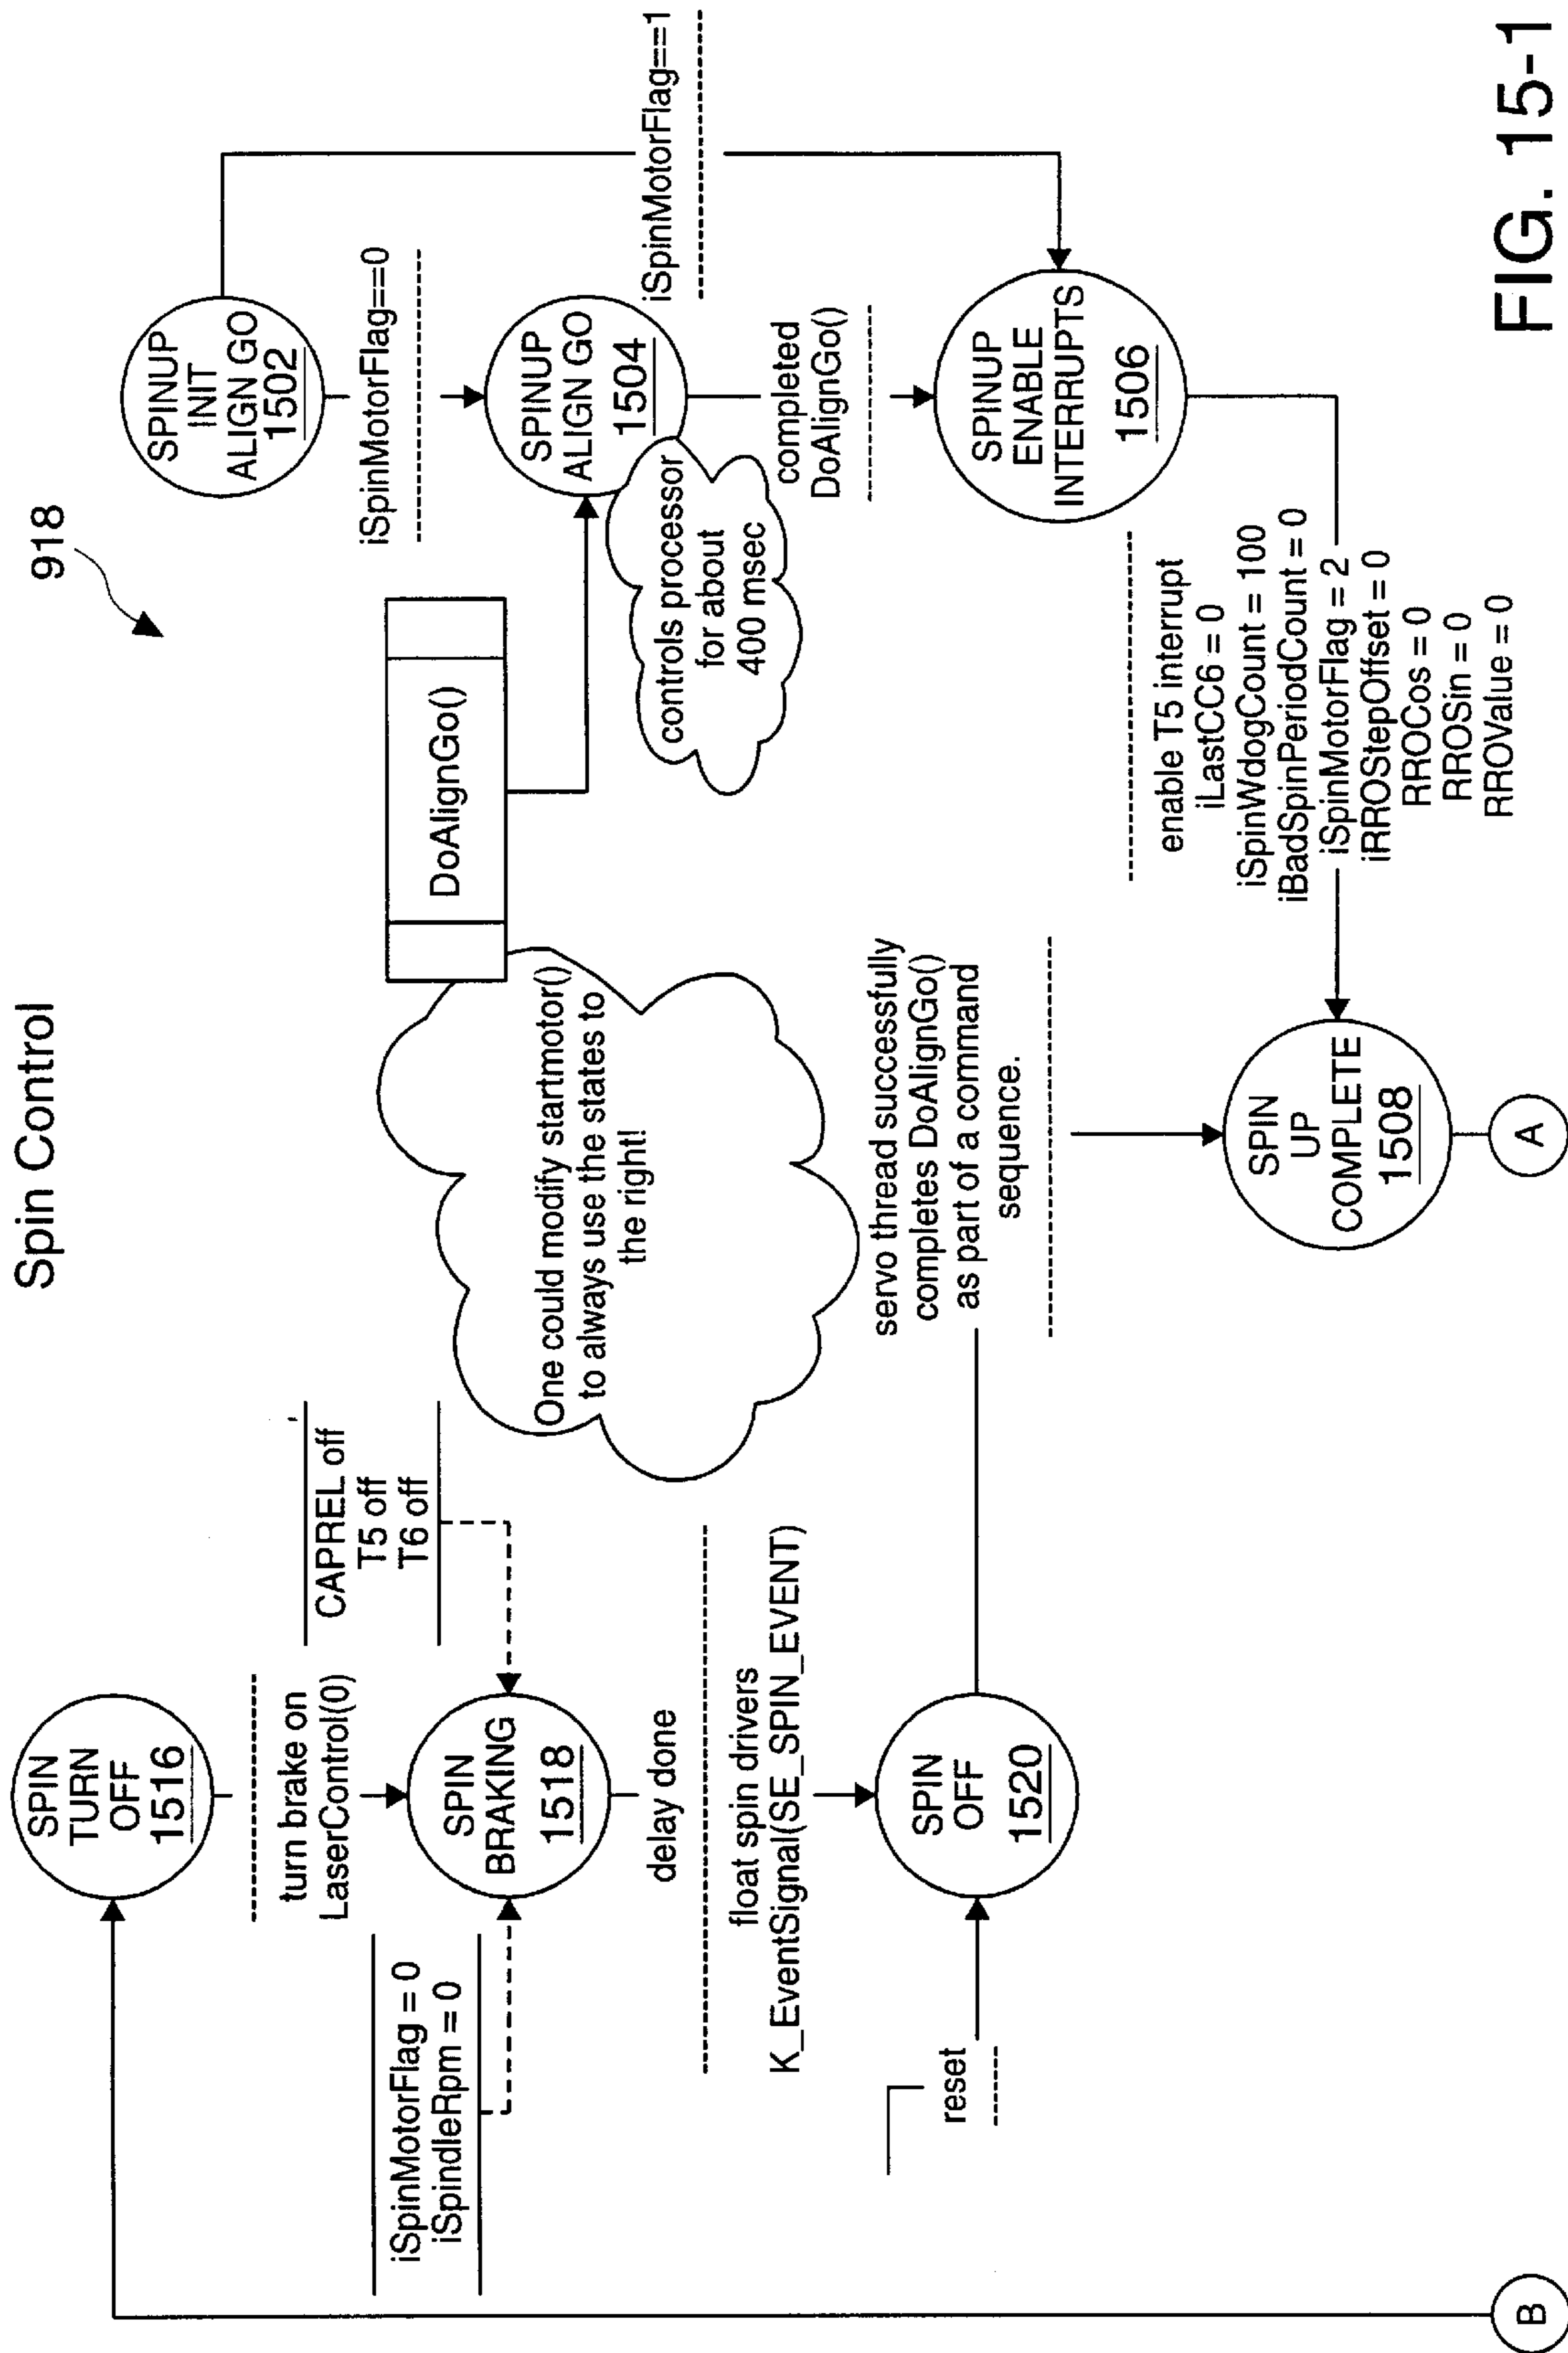 Spin Control
918
SPIN
TURN
OFF
1516
turn brake on
LaserControl(0)
iSpinMotorFlag = 0
iSpindleRpm = 0
CAPREL off
T5 off
T6 off
SPIN
BRAKING
1518
delay done
float spin drivers
K_EventSignal(SE_SPIN_EVENT)
reset
SPIN
OFF
1520
One could modify startmotor()
to always use the states to
the right!
DoAlignGo()
servo thread successfully
completes DoAlignGo()
as part of a command
sequence.
SPINUP
INIT
ALIGN GO
1502
iSpinMotorFlag==0
iSpinMotorFlag==1
SPINUP
ALIGN GO
1504
controls processor
for about
400 msec
completed
DoAlignGo()
SPINUP
ENABLE
INTERRUPTS
1506
enable T5 interrupt
iLastCC6 = 0
iSpinWdogCount = 100
iBadSpinPeriodCount = 0
iSpinMotorFlag = 2
iRROStepOffset = 0
RROCos = 0
RROSin = 0
RROValue = 0
SPIN
UP
COMPLETE
1508
A
B
FIG. 15-1